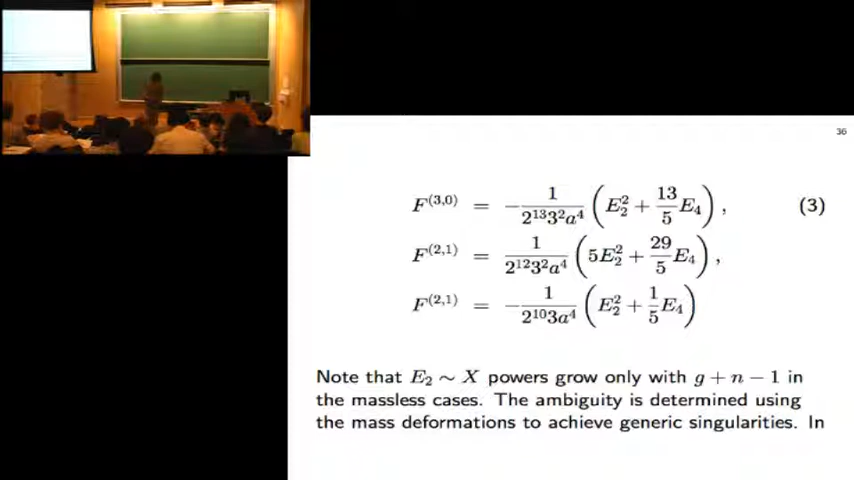 36
F^{(3,0)} = -\frac{1}{2^{13}3^2a^4} \left( E_2^2 + \frac{13}{5}E_4 \right), (3)
F^{(2,1)} = \frac{1}{2^{12}3^2a^4} \left( 5E_2^2 + \frac{29}{5}E_4 \right),
F^{(2,1)} = -\frac{1}{2^{10}3a^4} \left( E_2^2 + \frac{1}{5}E_4 \right)
Note that E_2 ∼ X powers grow only with g + n − 1 in
the massless cases. The ambiguity is determined using
the mass deformations to achieve generic singularities. In